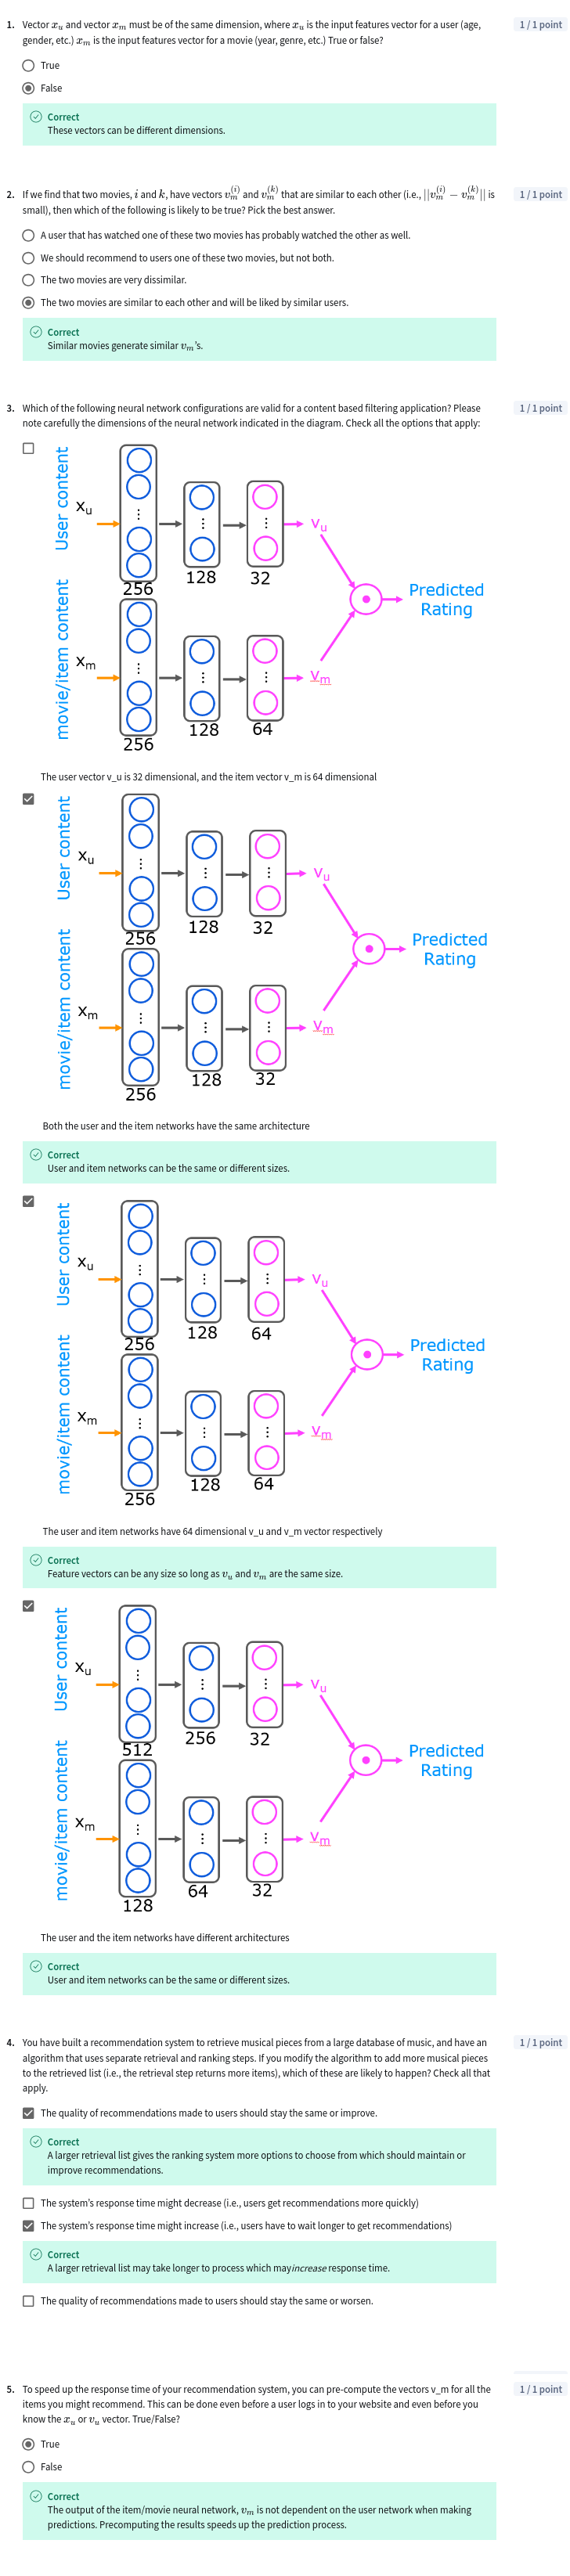 1. Vector x_u and vector x_m must be of the same dimension, where x_u is the input features vector for a user (age, 1 / 1 point
gender, etc.) x_m is the input features vector for a movie (year, genre, etc.) True or false?
True
False
Correct
These vectors can be different dimensions.
2. If we find that two movies, i and k, have vectors v_m^(i) and v_m^(k) that are similar to each other (i.e., ||v_m^(i) − v_m^(k)|| is 1 / 1 point
small), then which of the following is likely to be true? Pick the best answer.
A user that has watched one of these two movies has probably watched the other as well.
We should recommend to users one of these two movies, but not both.
The two movies are very dissimilar.
The two movies are similar to each other and will be liked by similar users.
Correct
Similar movies generate similar v_m's.
3. Which of the following neural network configurations are valid for a content based filtering application? Please 1 / 1 point
note carefully the dimensions of the neural network indicated in the diagram. Check all the options that apply:
User content
x_u
v_u
256
128
32
Predicted
Rating
movie/item content
x_m
v_m
256
128
64
The user vector v_u is 32 dimensional, and the item vector v_m is 64 dimensional
User content
x_u
v_u
256
128
32
Predicted
Rating
movie/item content
x_m
v_m
256
128
32
Both the user and the item networks have the same architecture
Correct
User and item networks can be the same or different sizes.
User content
x_u
v_u
256
128
64
Predicted
Rating
movie/item content
x_m
v_m
256
128
64
The user and item networks have 64 dimensional v_u and v_m vector respectively
Correct
Feature vectors can be any size so long as v_u and v_m are the same size.
User content
x_u
v_u
512
256
32
Predicted
Rating
movie/item content
x_m
v_m
128
64
32
The user and the item networks have different architectures
Correct
User and item networks can be the same or different sizes.
4. You have built a recommendation system to retrieve musical pieces from a large database of music, and have an 1 / 1 point
algorithm that uses separate retrieval and ranking steps. If you modify the algorithm to add more musical pieces
to the retrieved list (i.e., the retrieval step returns more items), which of these are likely to happen? Check all that
apply.
The quality of recommendations made to users should stay the same or improve.
Correct
A larger retrieval list gives the ranking system more options to choose from which should maintain or
improve recommendations.
The system's response time might decrease (i.e., users get recommendations more quickly)
The system's response time might increase (i.e., users have to wait longer to get recommendations)
Correct
A larger retrieval list may take longer to process which may increase response time.
The quality of recommendations made to users should stay the same or worsen.
5. To speed up the response time of your recommendation system, you can pre-compute the vectors v_m for all the 1 / 1 point
items you might recommend. This can be done even before a user logs in to your website and even before you
know the x_u or v_u vector. True/False?
True
False
Correct
The output of the item/movie neural network, v_m is not dependent on the user network when making
predictions. Precomputing the results speeds up the prediction process.